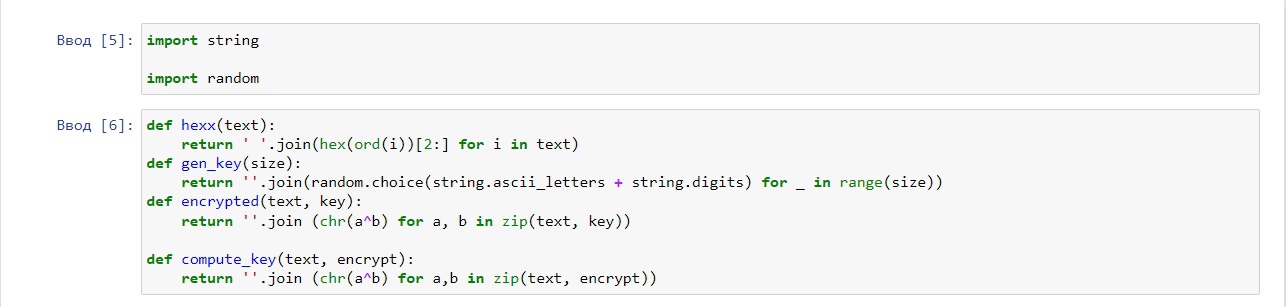 Ввод [5]: import string
import random
Ввод [6]: def hexx(text):
    return ' '.join(hex(ord(i))[2:] for i in text)
def gen_key(size):
    return ''.join(random.choice(string.ascii_letters + string.digits) for _ in range(size))
def encrypted(text, key):
    return ''.join (chr(a^b) for a, b in zip(text, key))
def compute_key(text, encrypt):
    return ''.join (chr(a^b) for a,b in zip(text, encrypt))